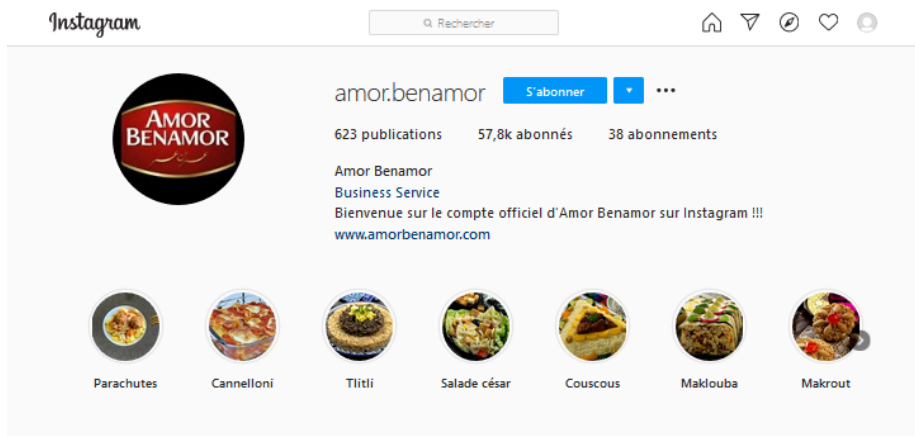 Instagram
Rechercher
amor.benamor S'abonner
623 publications 57,8k abonnés 38 abonnements
AMOR
BENAMOR
Amor Benamor
Business Service
Bienvenue sur le compte officiel d'Amor Benamor sur Instagram !!!
www.amorbenamor.com
Parachutes Cannelloni Tlitli Salade césar Couscous Maklouba Makrout